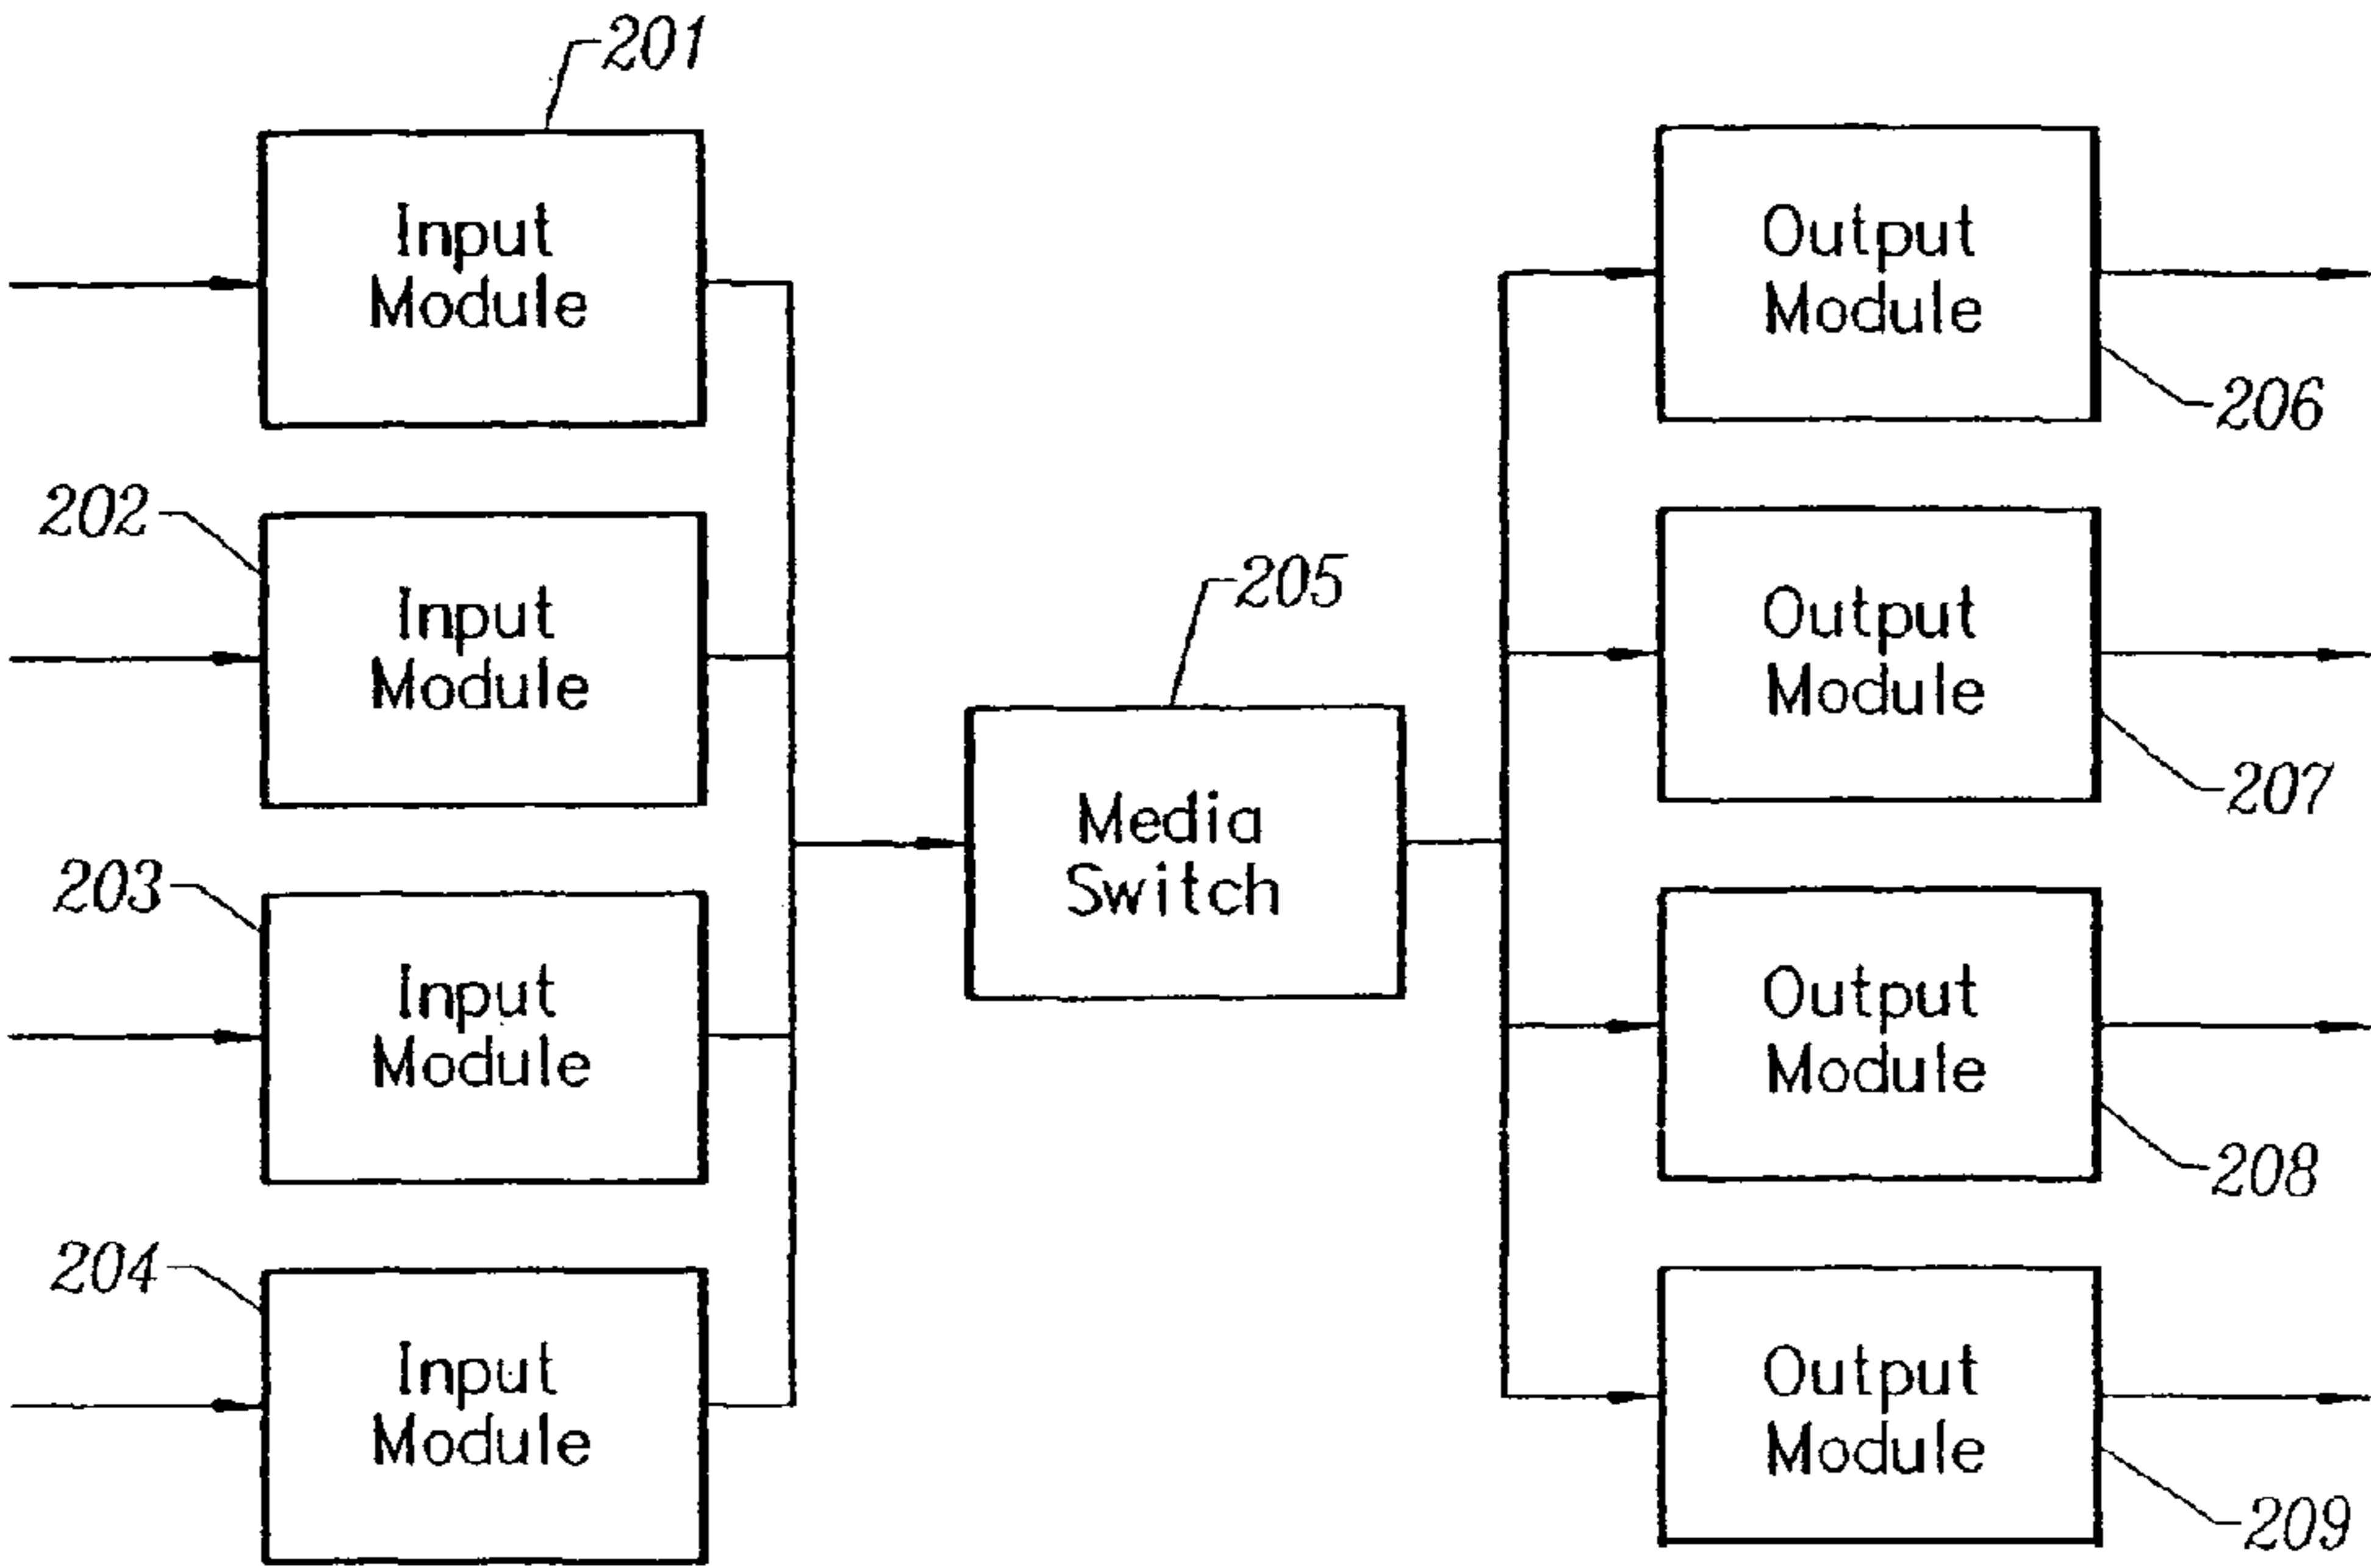 201
Input
Module
202
Input
Module
203
Input
Module
204
Input
Module
205
Media
Switch
Output
Module
206
Output
Module
207
Output
Module
208
Output
Module
209